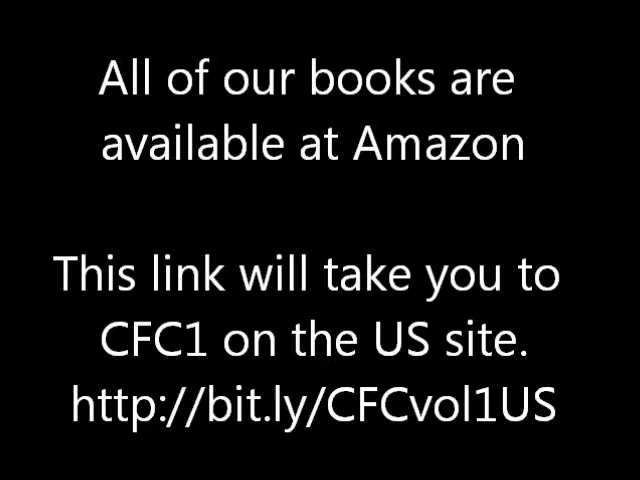 All of our books are
available at Amazon
This link will take you to
CFC1 on the US site.
http://bit.ly/CFCvol1US